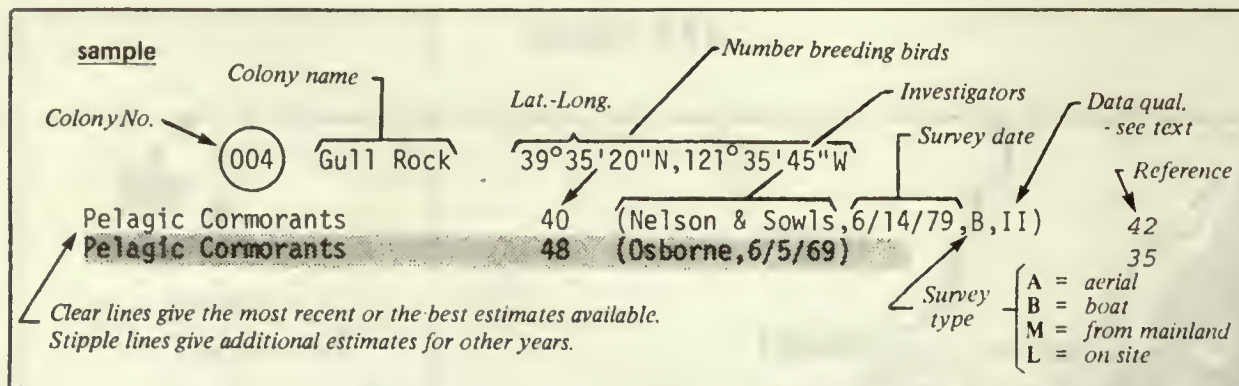 sample
Number breeding birds
Colony name
Lat.-Long.
Investigators
Data qual.
- see text
Colony No.
Survey date
004 Gull Rock 39°35'20"N,121°35'45"W
Reference
Pelagic Cormorants 40 (Nelson & Sowls,6/14/79,B,II) 42
Pelagic Cormorants 48 (Osborne,6/5/69) 35
Clear lines give the most recent or the best estimates available.
Stipple lines give additional estimates for other years.
Survey type
A = aerial
B = boat
M = from mainland
L = on site